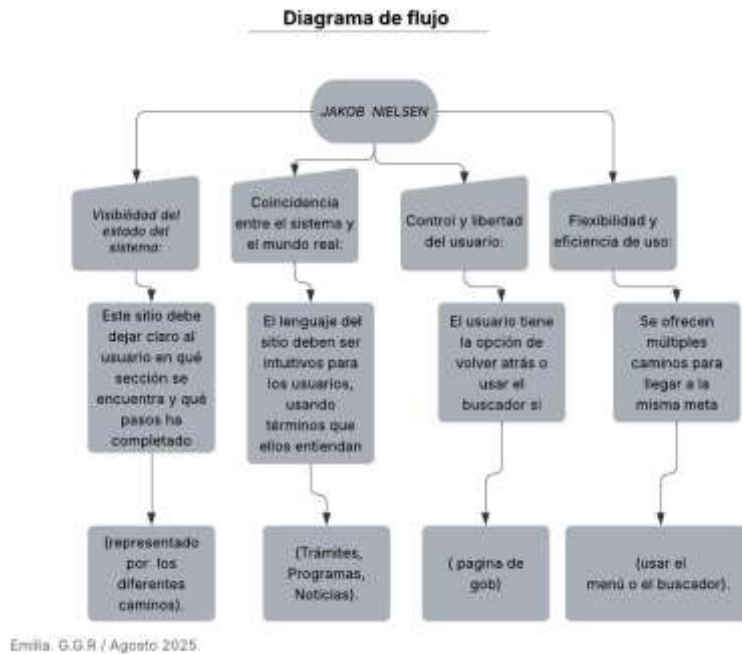 Diagrama de flujo
JAKOB NIELSEN
Visibilidad del
estado del
sistema:
Coincidencia
entre el sistema y
el mundo real:
Control y libertad
del usuario:
Flexibilidad y
eficiencia de uso:
Este sitio debe
dejar claro al
usuario en qué
sección se
encuentra y qué
pasos ha
completado
El lenguaje del
sitio deben ser
intuitivos para
los usuarios,
usando
términos que
ellos entiendan
El usuario tiene
la opción de
volver atrás o
usar el
buscador si
Se ofrecen
múltiples
caminos para
llegar a la
misma meta
(representado
por los
diferentes
caminos).
(Trámites,
Programas,
Noticias).
( pagina de
gob)
(usar el
menú o el buscador).
Emilia. G.G.R / Agosto 2025.